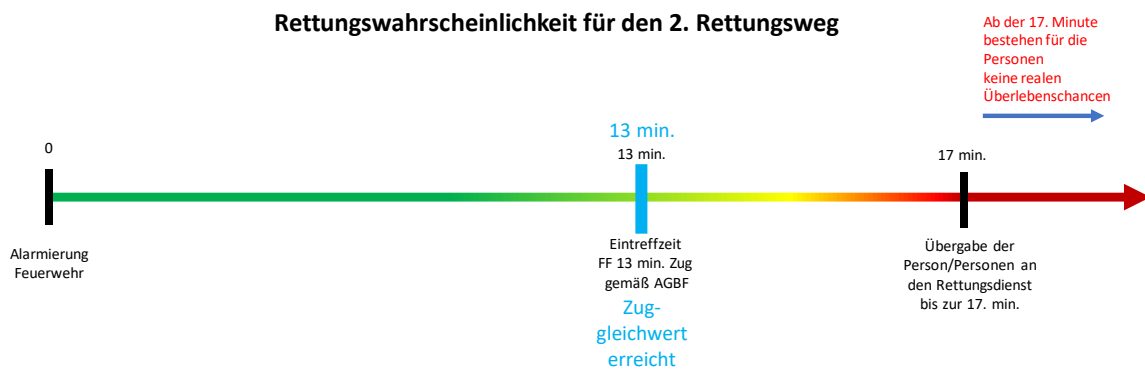 Rettungswahrscheinlichkeit für den 2. Rettungsweg
Ab der 17. Minute
bestehen für die
Personen
keine realen
Überlebenschancen
13 min.
0
13 min.
17 min.
Alarmierung
Feuerwehr
Eintreffzeit
FF 13 min. Zug
gemäß AGBF
Zug-
gleichwert
erreicht
Übergabe der
Person/Personen an
den Rettungsdienst
bis zur 17. min.